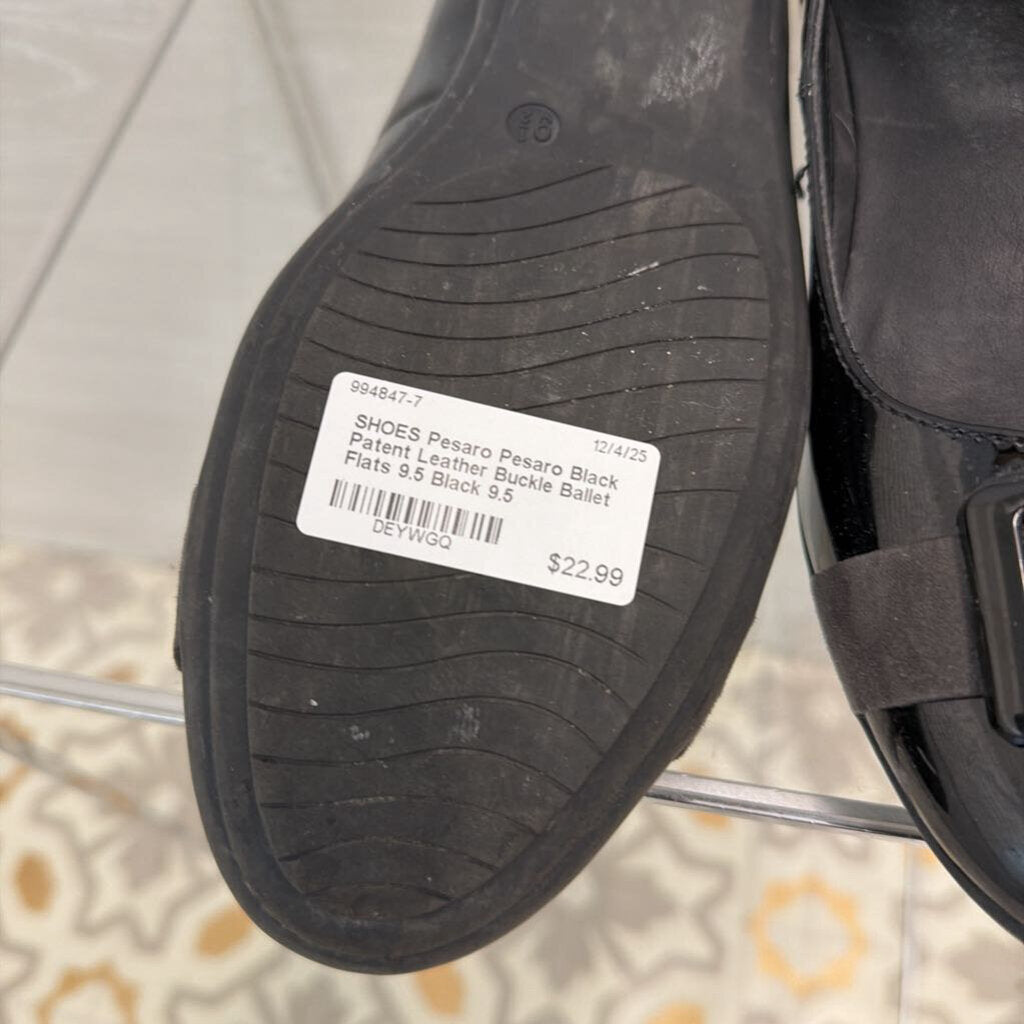 994847-7
12/4/25
SHOES Pesaro Pesaro Black
Patent Leather Buckle Ballet
Flats 9.5 Black 9.5
DEYWGQ
$22.99